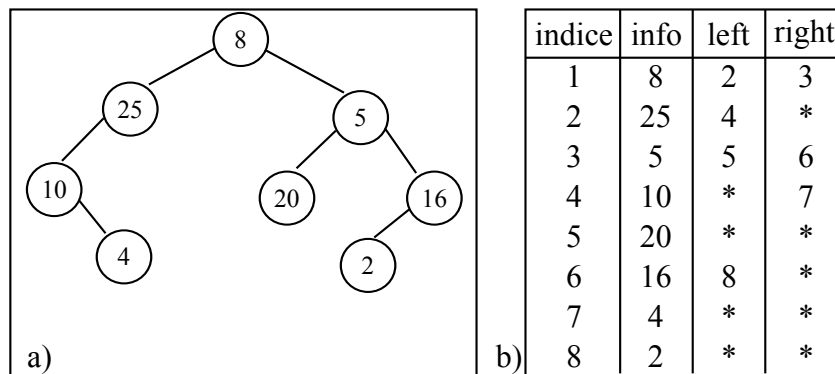 8
25
5
10
20
16
4
2
a)
indice info left right
1 8 2 3
2 25 4 *
3 5 5 6
4 10 * 7
5 20 * *
6 16 8 *
7 4 * *
8 2 * *
b)